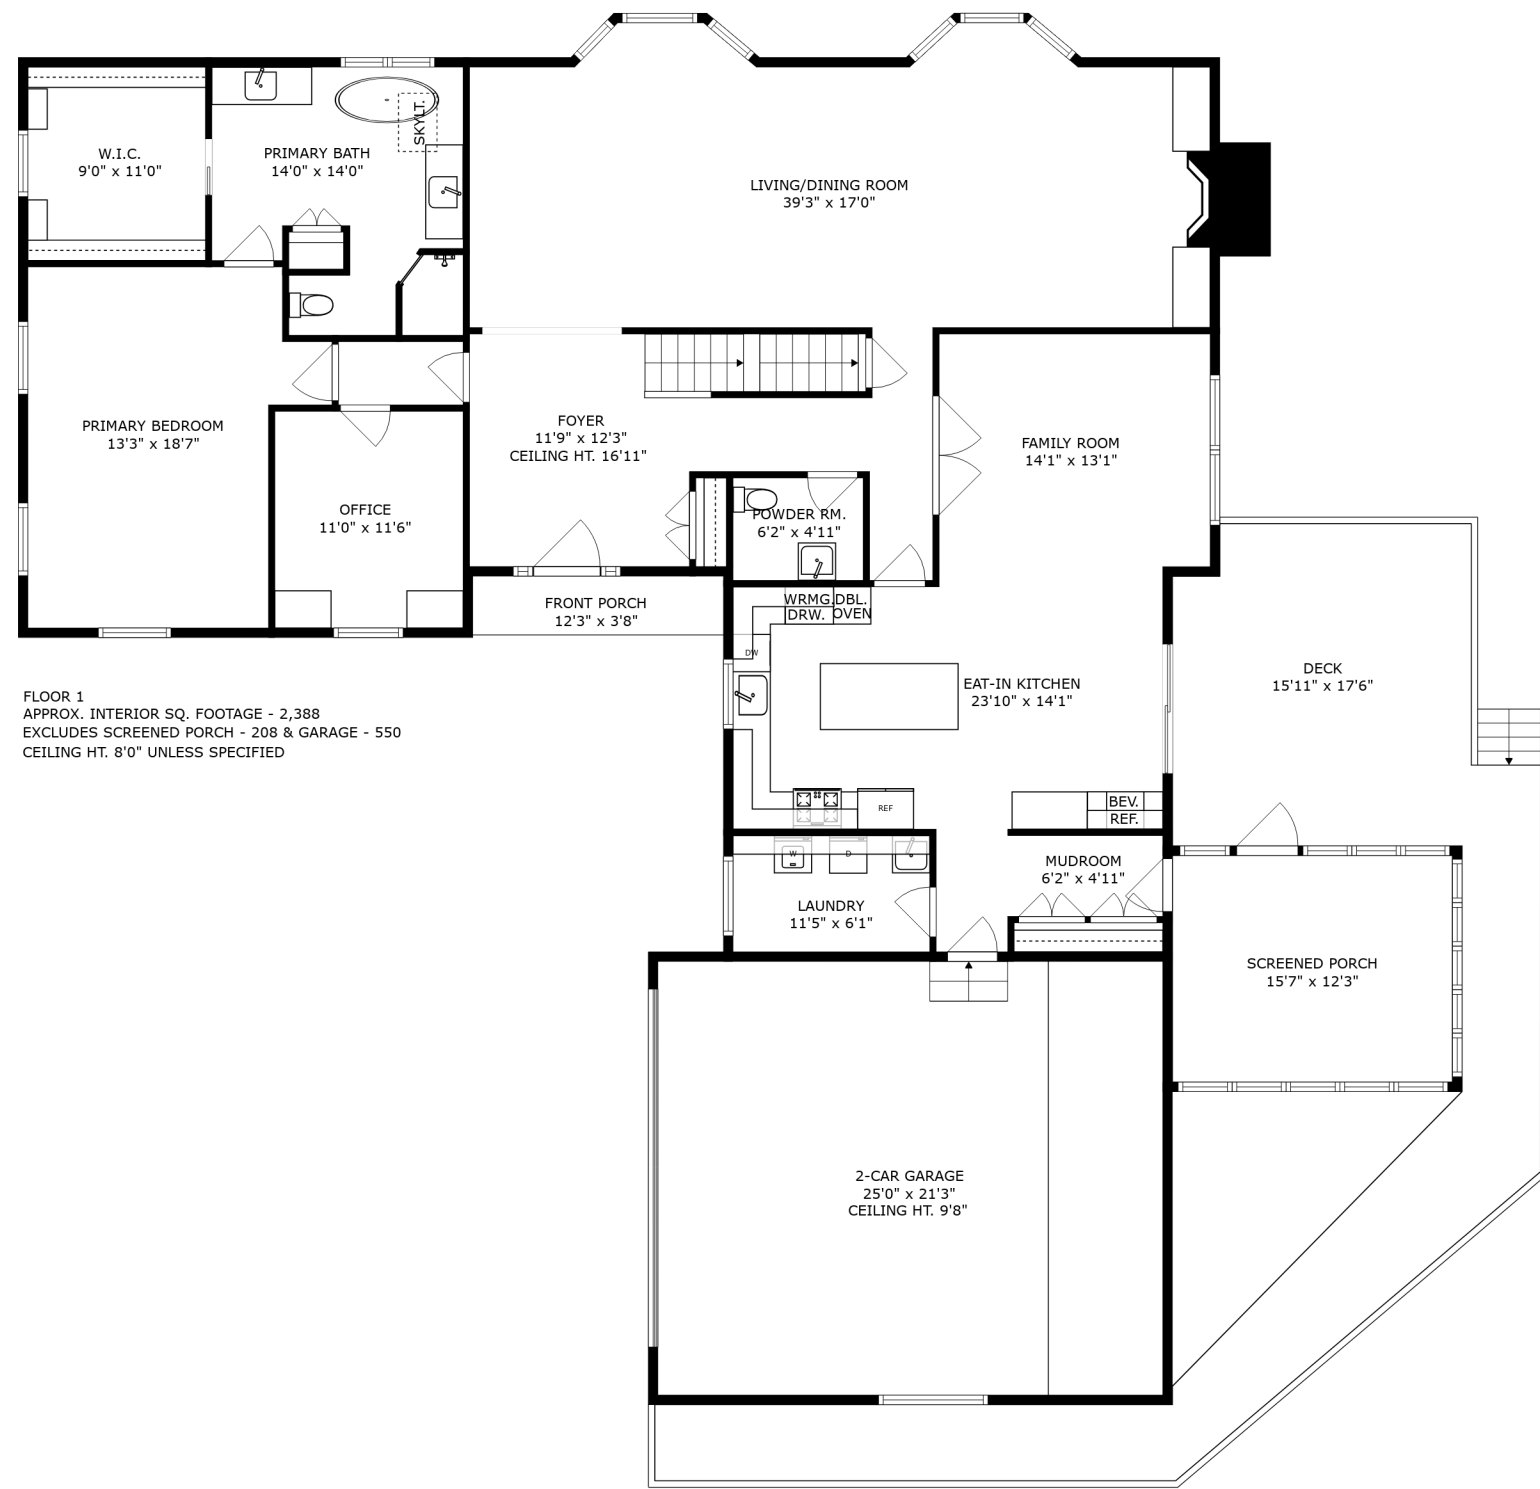 SKYLT.
W.I.C.
9'0" x 11'0"
PRIMARY BATH
14'0" x 14'0"
LIVING/DINING ROOM
39'3" x 17'0"
PRIMARY BEDROOM
13'3" x 18'7"
FOYER
11'9" x 12'3"
CEILING HT. 16'11"
FAMILY ROOM
14'1" x 13'1"
OFFICE
11'0" x 11'6"
POWDER RM.
6'2" x 4'11"
FRONT PORCH
12'3" x 3'8"
WRMG.
DRW.
DBL.
OVEN
DW
EAT-IN KITCHEN
23'10" x 14'1"
DECK
15'11" x 17'6"
FLOOR 1
APPROX. INTERIOR SQ. FOOTAGE - 2,388
EXCLUDES SCREENED PORCH - 208 & GARAGE - 550
CEILING HT. 8'0" UNLESS SPECIFIED
REF
BEV.
REF.
W
D
MUDROOM
6'2" x 4'11"
LAUNDRY
11'5" x 6'1"
SCREENED PORCH
15'7" x 12'3"
2-CAR GARAGE
25'0" x 21'3"
CEILING HT. 9'8"